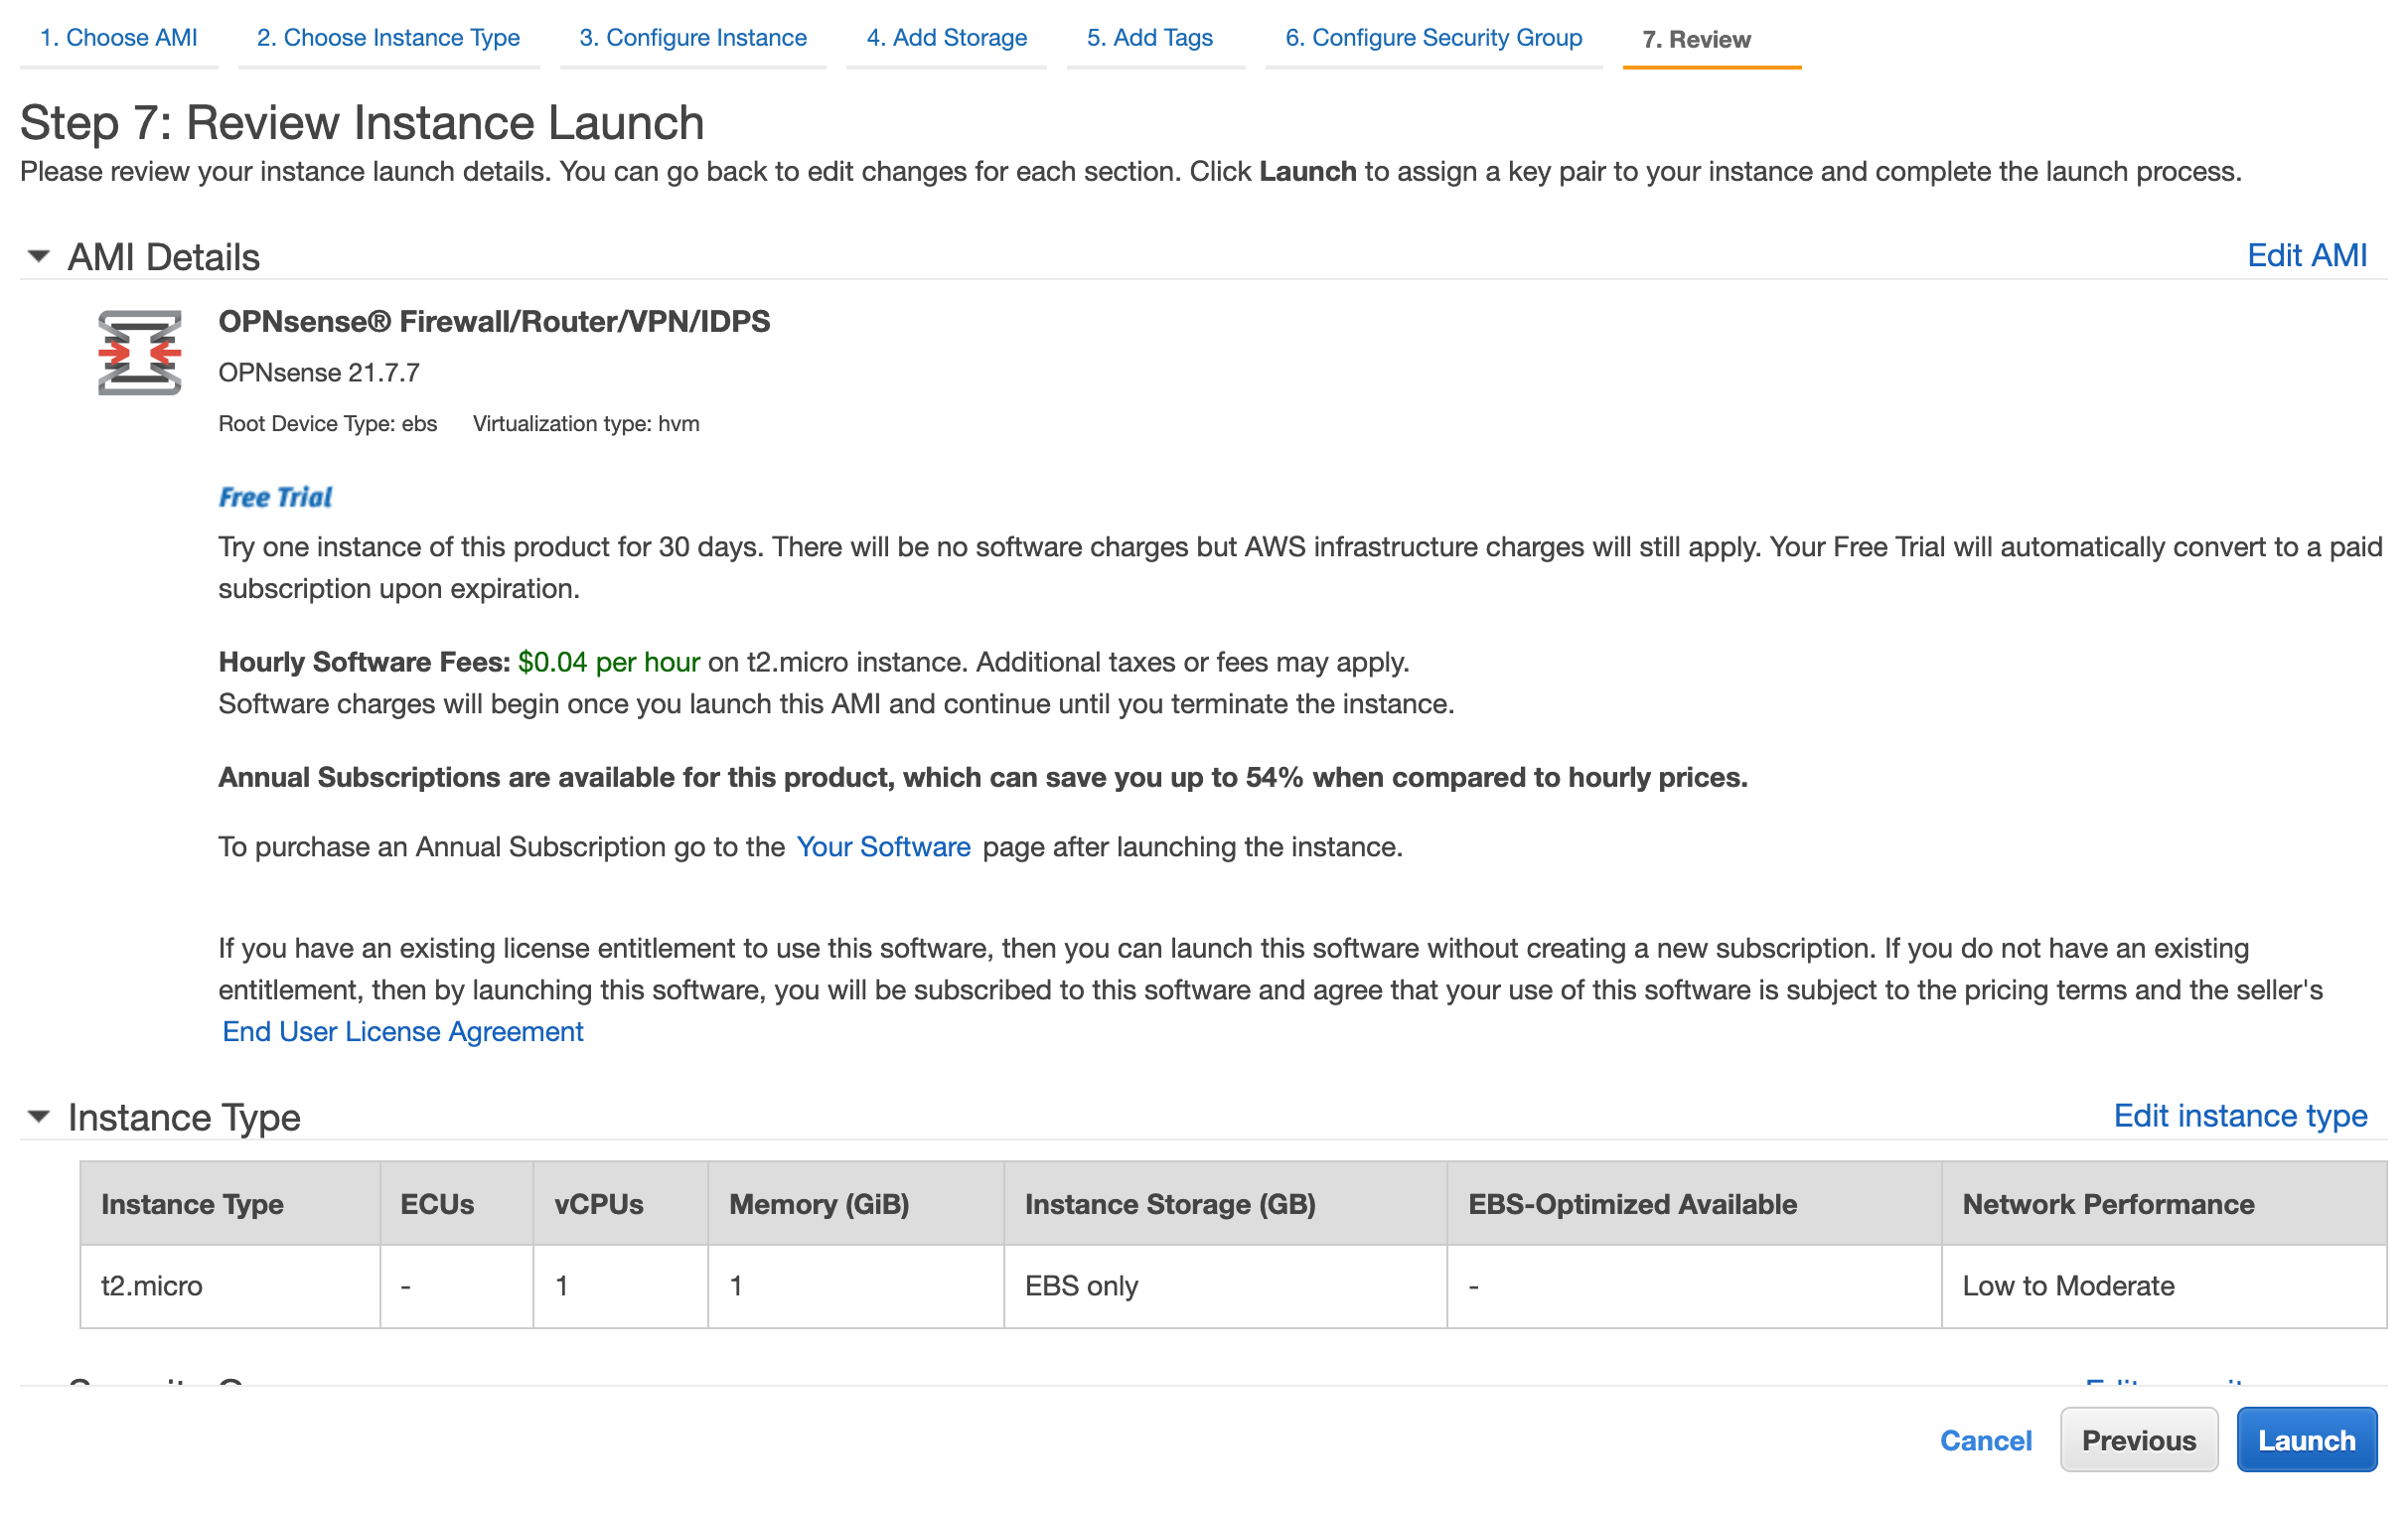 1. Choose AMI 2. Choose Instance Type 3. Configure Instance 4. Add Storage 5. Add Tags 6. Configure Security Group 7. Review
Step 7: Review Instance Launch
Please review your instance launch details. You can go back to edit changes for each section. Click Launch to assign a key pair to your instance and complete the launch process.
AMI Details Edit AMI
OPNsense® Firewall/Router/VPN/IDPS
OPNsense 21.7.7
Root Device Type: ebs Virtualization type: hvm
Free Trial
Try one instance of this product for 30 days. There will be no software charges but AWS infrastructure charges will still apply. Your Free Trial will automatically convert to a paid
subscription upon expiration.
Hourly Software Fees: $0.04 per hour on t2.micro instance. Additional taxes or fees may apply.
Software charges will begin once you launch this AMI and continue until you terminate the instance.
Annual Subscriptions are available for this product, which can save you up to 54% when compared to hourly prices.
To purchase an Annual Subscription go to the Your Software page after launching the instance.
If you have an existing license entitlement to use this software, then you can launch this software without creating a new subscription. If you do not have an existing
entitlement, then by launching this software, you will be subscribed to this software and agree that your use of this software is subject to the pricing terms and the seller's
End User License Agreement
Instance Type Edit instance type
Instance Type ECUs vCPUs Memory (GiB) Instance Storage (GB) EBS-Optimized Available Network Performance
t2.micro - 1 1 EBS only - Low to Moderate
Cancel Previous Launch